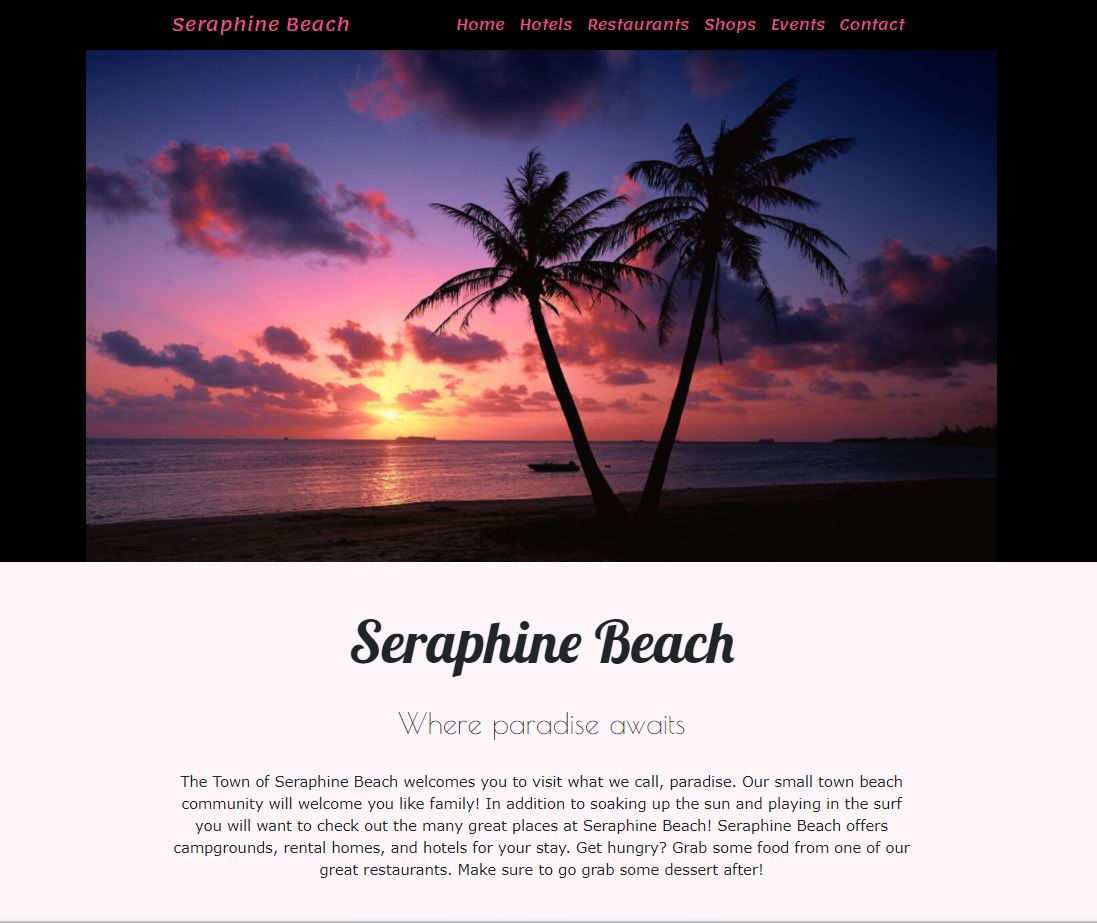 Seraphine Beach Home Hotels Restaurants Shops Events Contact
Seraphine Beach
Where paradise awaits
The Town of Seraphine Beach welcomes you to visit what we call, paradise. Our small town beach
community will welcome you like family! In addition to soaking up the sun and playing in the surf
you will want to check out the many great places at Seraphine Beach! Seraphine Beach offers
campgrounds, rental homes, and hotels for your stay. Get hungry? Grab some food from one of our
great restaurants. Make sure to go grab some dessert after!